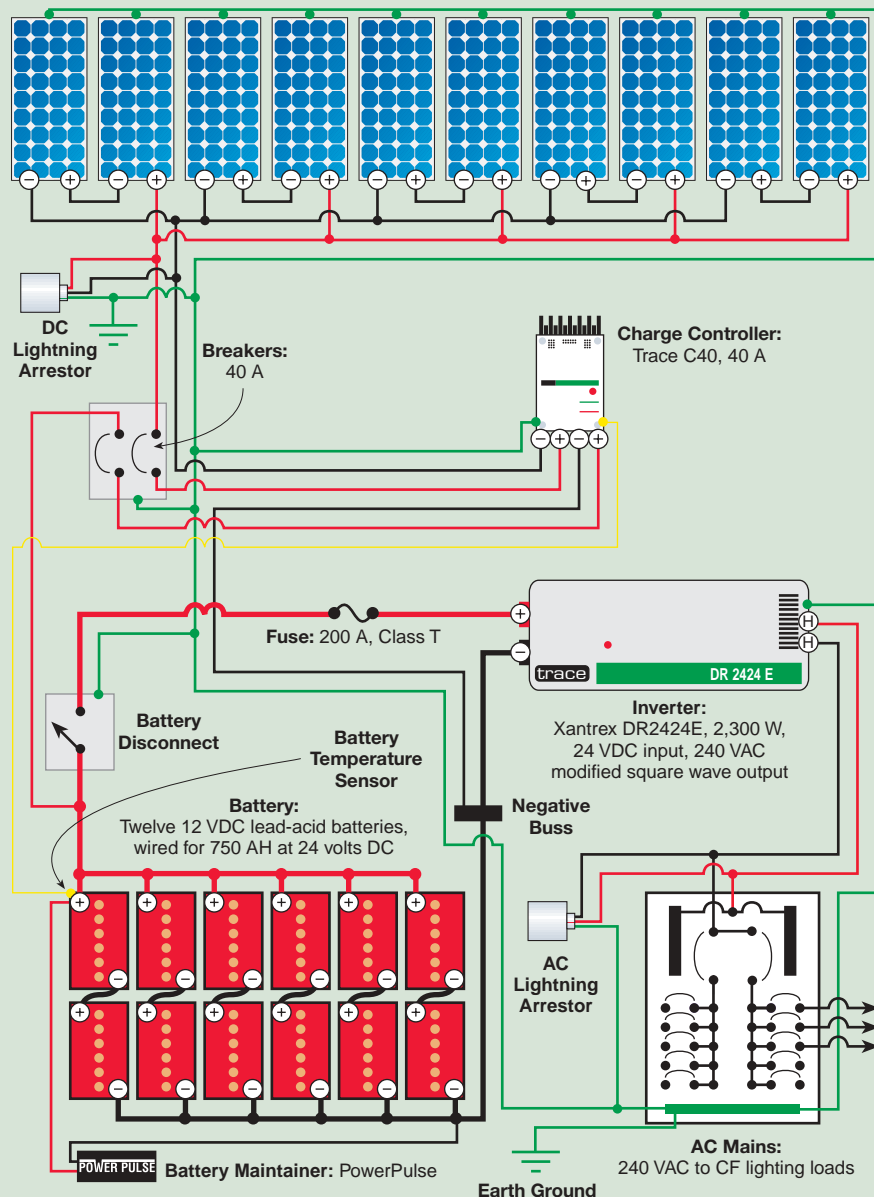 DC
Lightning
Arrestor
Breakers:
40 A
Charge Controller:
Trace C40, 40 A
− + − +
Fuse: 200 A, Class T
+
−
H
H
trace
DR 2424 E
Inverter:
Xantrex DR2424E, 2,300 W,
24 VDC input, 240 VAC
modified square wave output
Battery
Disconnect
Battery
Temperature
Sensor
Negative
Buss
Battery:
Twelve 12 VDC lead-acid batteries,
wired for 750 AH at 24 volts DC
AC
Lightning
Arrestor
POWER PULSE
Battery Maintainer: PowerPulse
Earth Ground
AC Mains:
240 VAC to CF lighting loads